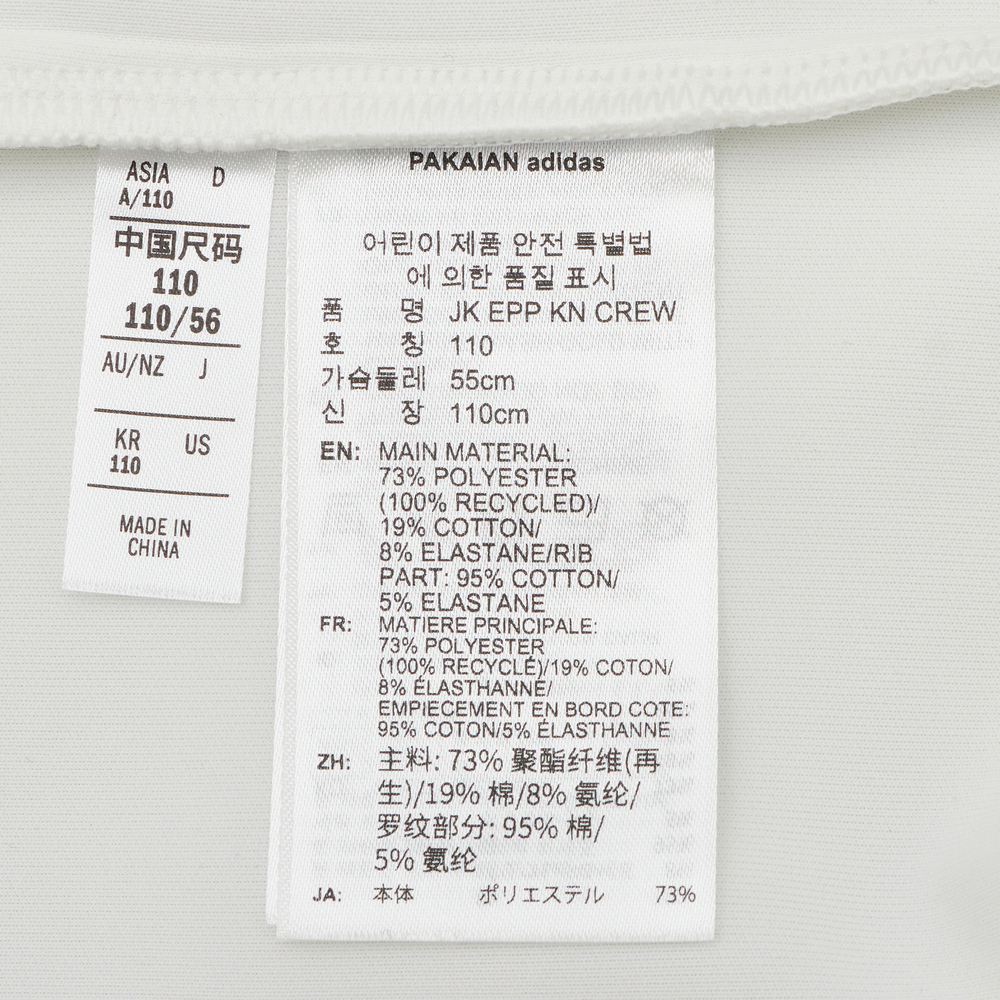 ASIA D
A/110
中国尺码
110
110/56
AU/NZ J
KR US
110
MADE IN
CHINA
PAKAIAN adidas
어린이 제품 안전 특별법
에 의한 품질 표시
품 명 JK EPP KN CREW
호 칭 110
가슴둘레 55cm
신 장 110cm
EN: MAIN MATERIAL:
73% POLYESTER
(100% RECYCLED)/
19% COTTON/
8% ELASTANE/RIB
PART: 95% COTTON/
5% ELASTANE
FR: MATIERE PRINCIPALE:
73% POLYESTER
(100% RECYCLÉ)/19% COTON/
8% ÉLASTHANNE/
EMPIECEMENT EN BORD COTE:
95% COTON/5% ÉLASTHANNE
ZH: 主料: 73% 聚酯纤维(再
生)/19% 棉/8% 氨纶/
罗纹部分: 95% 棉/
5% 氨纶
JA: 本体 ポリエステル 73%